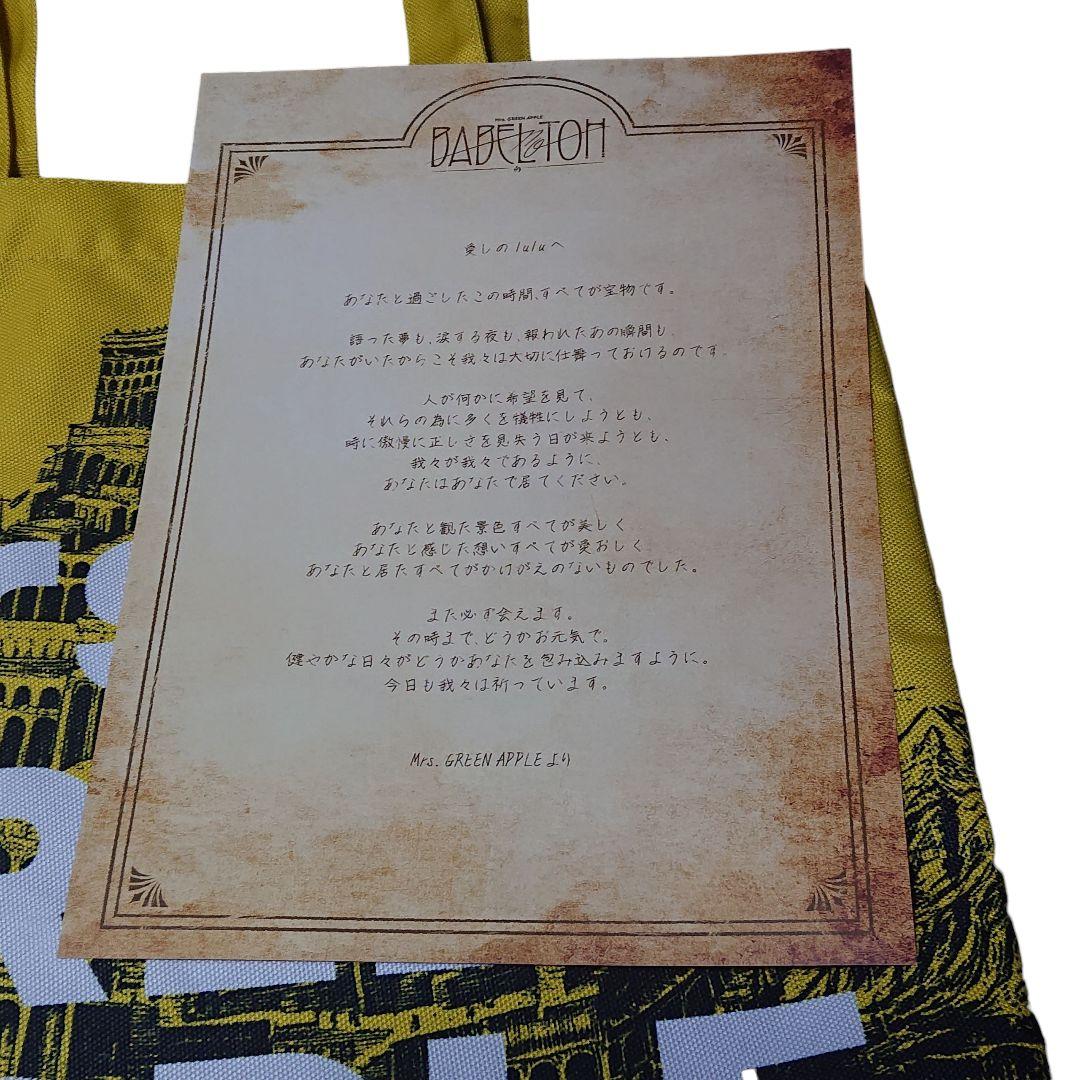 Mrs. GREEN APPLE
BABEL no TOH
の
愛しの luluへ
あなたと過ごしたこの時間、すべてが宝物です。
語った夢も、涙する夜も、報われたあの瞬間も、
あなたがいたからこそ我々は大切に仕舞っておけるのです。
人が何かに希望を見て、
それらの為に多くを犠牲にしようとも、
時に傲慢に正しさを見失う日が来ようとも、
我々が我々であるように、
あなたはあなたで居てください。
あなたと観た景色すべてが美しく
あなたと感じた想いすべてが愛おしく
あなたと居たすべてがかけがえのないものでした。
また必ず会えます。
その時まで、どうかお元気で。
健やかな日々がどうかあなたを包み込みますように。
今日も我々は祈っています。
Mrs. GREEN APPLEより